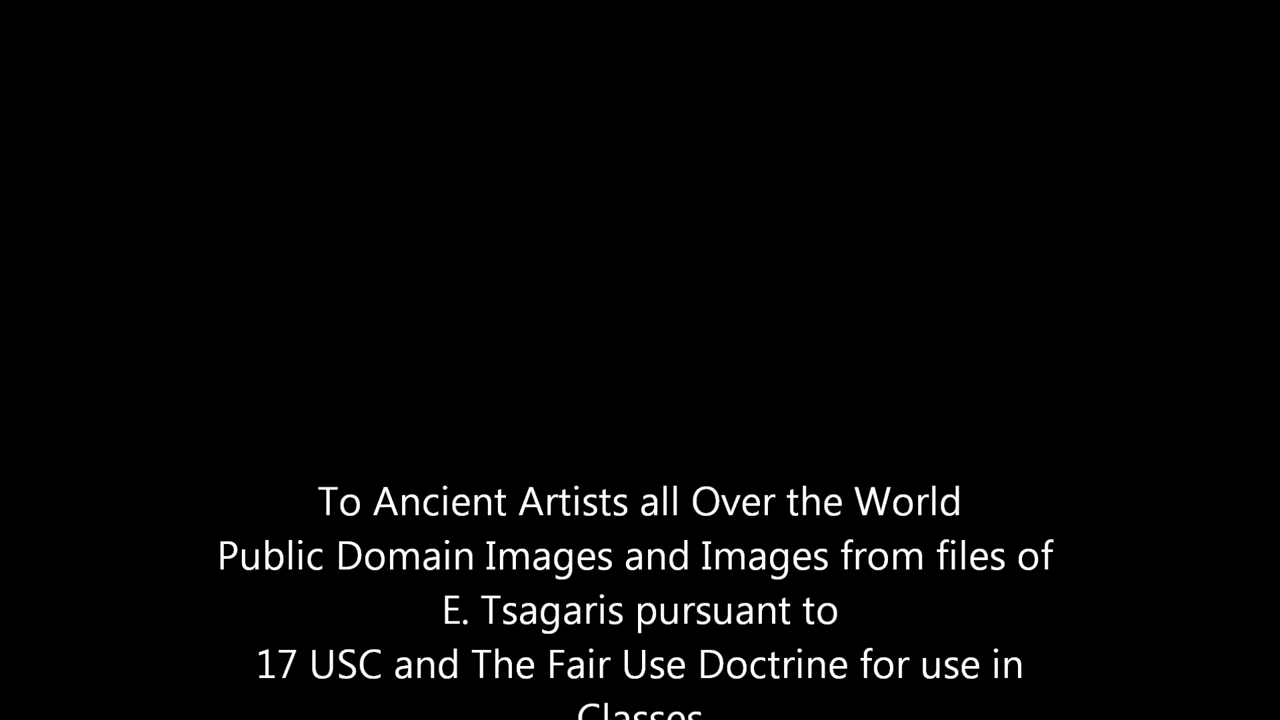 To Ancient Artists all Over the World
Public Domain Images and Images from files of
E. Tsagaris pursuant to
17 USC and The Fair Use Doctrine for use in
Classes